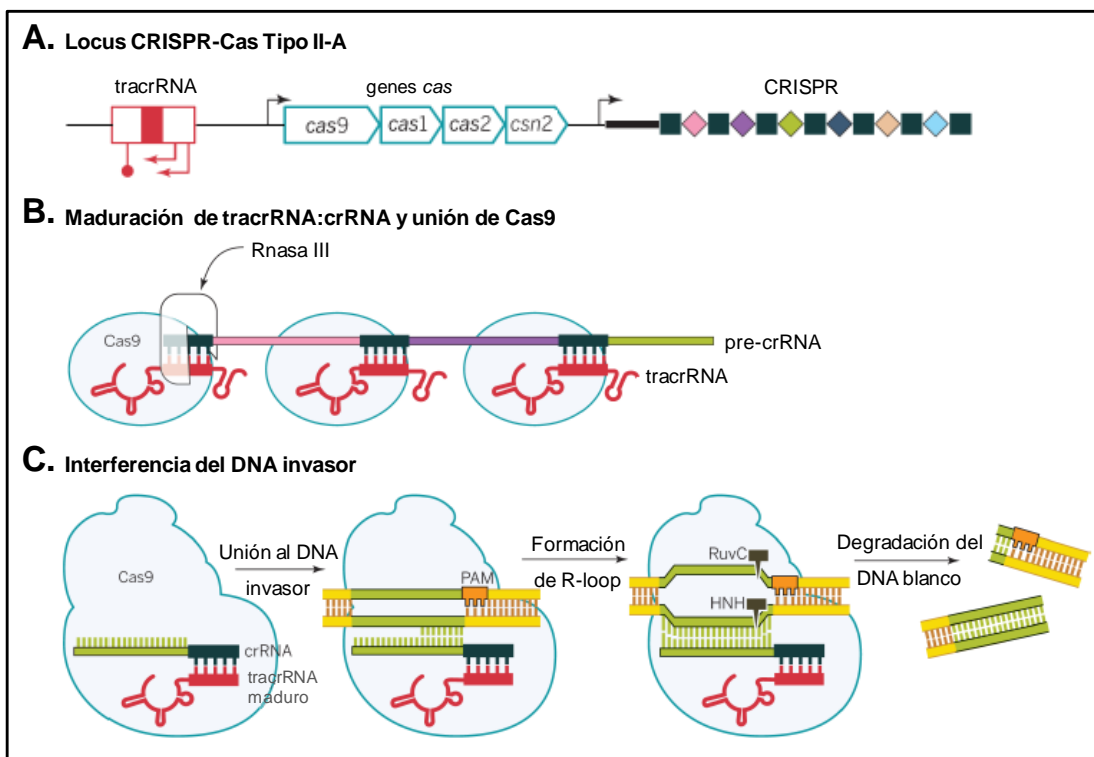 A. Locus CRISPR-Cas Tipo II-A
tracrRNA
genes cas
CRISPR
cas9
cas1
cas2
csn2
B. Maduración de tracrRNA:crRNA y unión de Cas9
Rnasa III
Cas9
pre-crRNA
tracrRNA
C. Interferencia del DNA invasor
Cas9
Unión al DNA
invasor
PAM
Formación
de R-loop
RuvC
HNH
Degradación del
DNA blanco
crRNA
tracrRNA
maduro